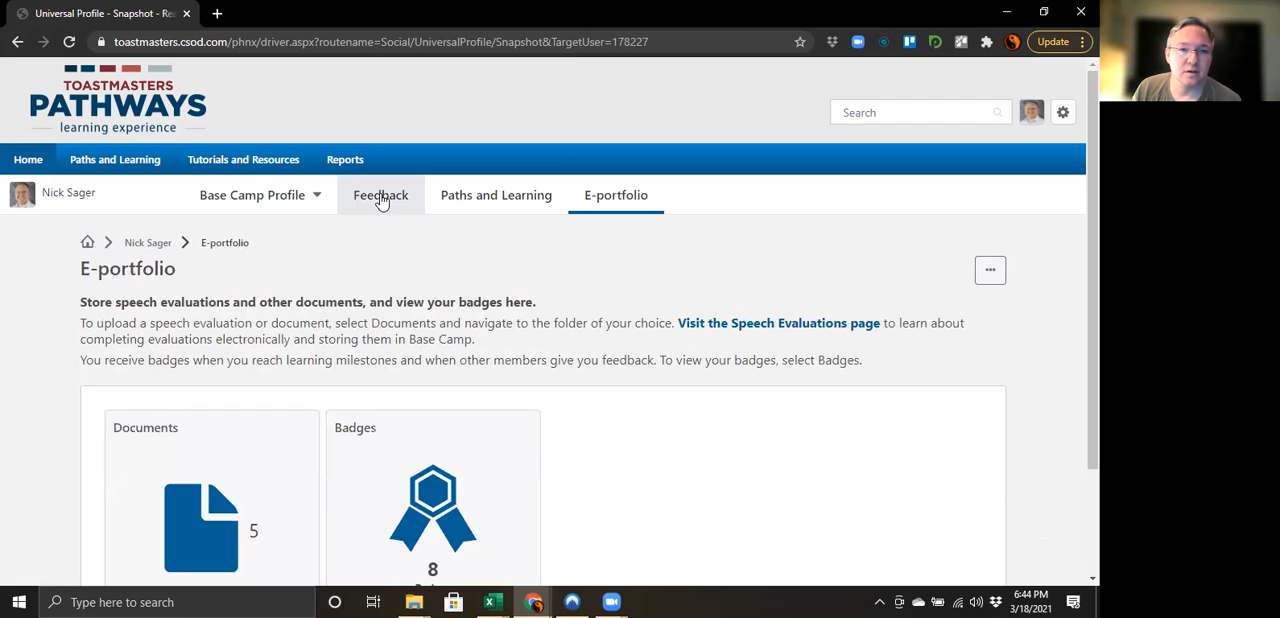 Universal Profile - Snapshot - Re
toastmasters.csod.com/phnx/driver.aspx?routename=Social/UniversalProfile/Snapshot&TargetUser=178227
Update
TOASTMASTERS
PATHWAYS
learning experience
Search
Home
Paths and Learning
Tutorials and Resources
Reports
Nick Sager
Base Camp Profile
Feedback
Paths and Learning
E-portfolio
Nick Sager
E-portfolio
E-portfolio
Store speech evaluations and other documents, and view your badges here.
To upload a speech evaluation or document, select Documents and navigate to the folder of your choice. Visit the Speech Evaluations page to learn about
completing evaluations electronically and storing them in Base Camp.
You receive badges when you reach learning milestones and when other members give you feedback. To view your badges, select Badges.
Documents
Badges
5
8
Type here to search
6:44 PM
3/18/2021